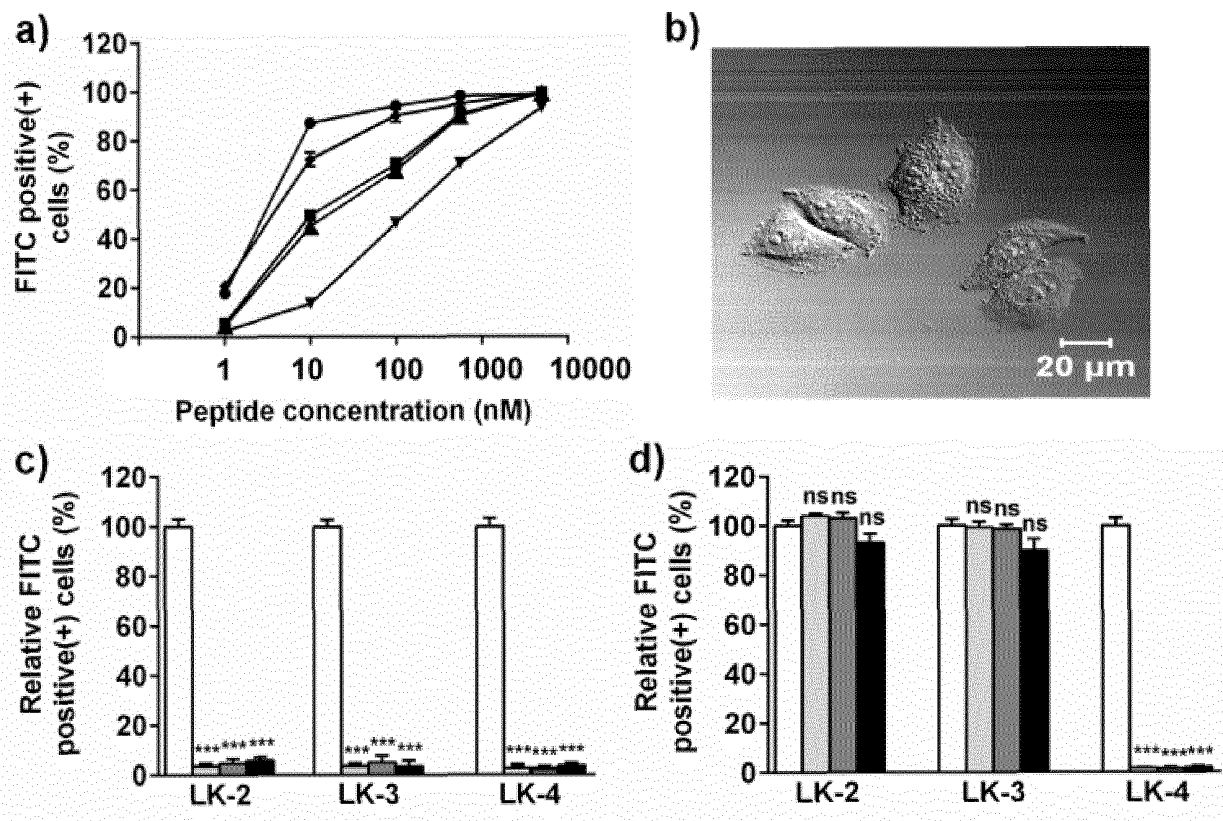 a)
120
100
80
60
40
20
0
FITC positive(+)
cells (%)
1 10 100 1000 10000
Peptide concentration (nM)
b)
20 μm
c)
120
100
80
60
40
20
0
Relative FITC
positive(+) cells (%)
*** *** ***
*** *** ***
*** *** ***
LK-2 LK-3 LK-4
d)
120
100
80
60
40
20
0
Relative FITC
positive(+) cells (%)
ns ns ns
ns ns ns
*** *** ***
LK-2 LK-3 LK-4